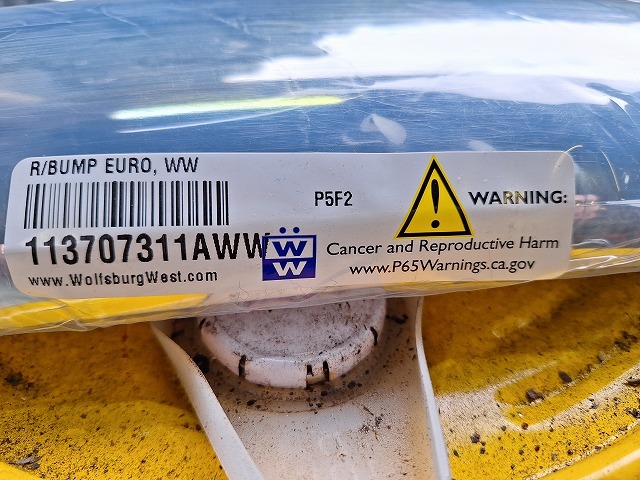 R/BUMP EURO, WW
P5F2
113707311AWW
www.WolfsburgWest.com
W
W
WARNING:
Cancer and Reproductive Harm
www.P65Warnings.ca.gov